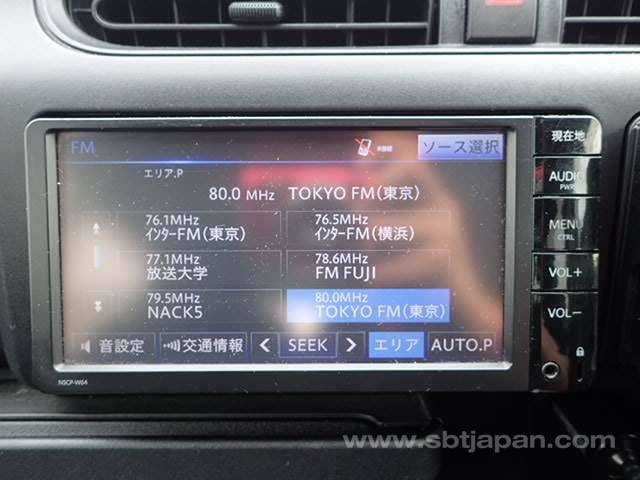 FM
未接続
ソース選択
現在地
エリア.P
80.0 MHz TOKYO FM(東京)
AUDIO
PWR
76.1MHz
インターFM(東京)
76.5MHz
インターFM(横浜)
MENU
CTRL
77.1MHz
放送大学
78.6MHz
FM FUJI
VOL+
79.5MHz
NACK5
80.0MHz
TOKYO FM(東京)
VOL−
音設定
交通情報
< SEEK >
エリア
AUTO.P
NSCP-W64
www.sbtjapan.com